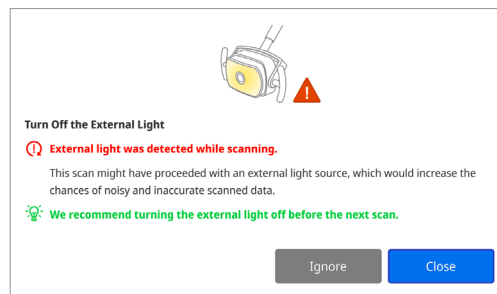 Turn Off the External Light
External light was detected while scanning.
This scan might have proceeded with an external light source, which would increase the
chances of noisy and inaccurate scanned data.
We recommend turning the external light off before the next scan.
Ignore
Close